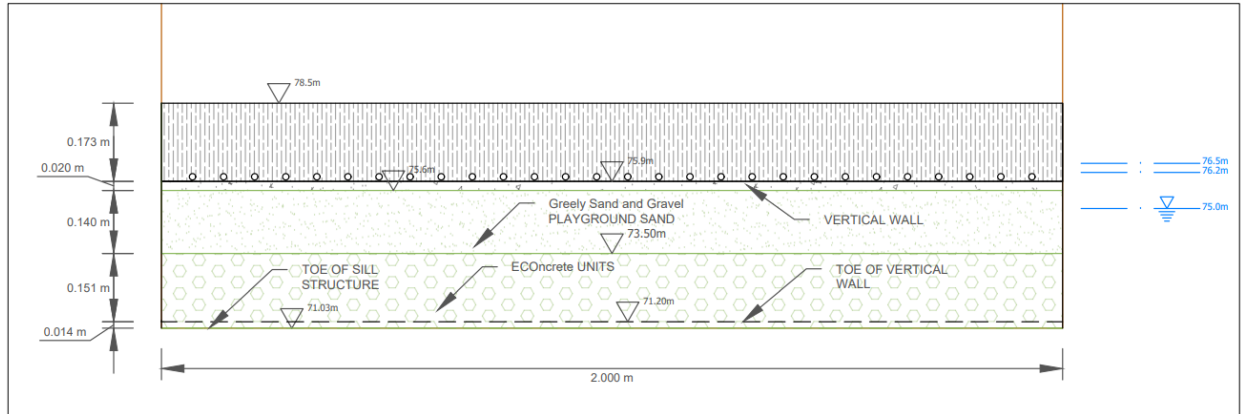 78.5m
0.173 m
0.020 m
75.6m
75.9m
76.5m
76.2m
75.0m
0.140 m
Greely Sand and Gravel
PLAYGROUND SAND
VERTICAL WALL
73.50m
0.151 m
TOE OF SILL
STRUCTURE
ECOncrete UNITS
TOE OF VERTICAL
WALL
71.03m
71.20m
0.014 m
2.000 m